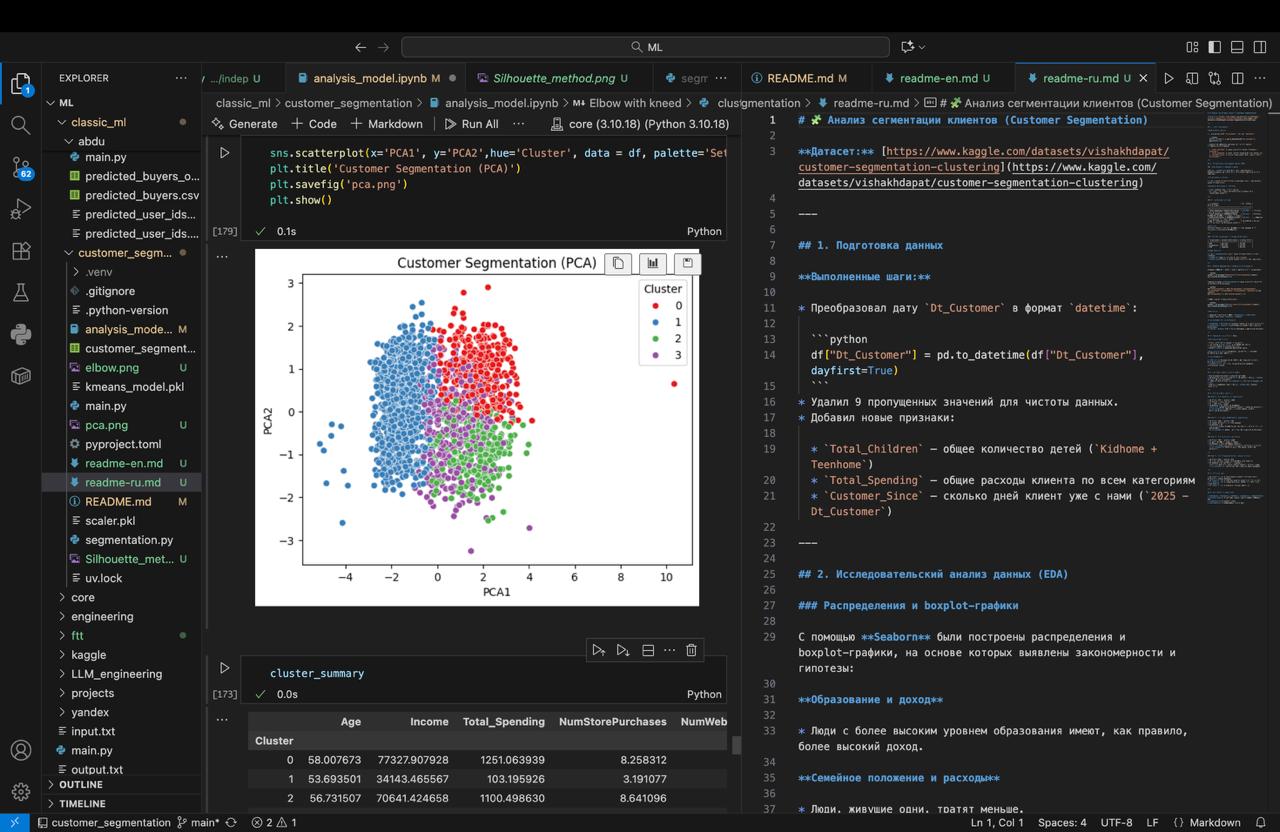 ML
EXPLORER
ML
classic_ml
abdu
main.py
predicted_buyers_o...
predicted_buyers.csv
predicted_user_ids...
predicted_user_ids....
customer_segm...
.venv
.gitignore
.python-version
analysis_mode... M
customer_segment...
elbow.png U
kmeans_model.pkl
main.py
pca.png U
pyproject.toml
readme-en.md U
readme-ru.md U
README.md M
scaler.pkl
segmentation.py
Silhouette_met... U
uv.lock
core
engineering
ftt
kaggle
LLM_engineering
projects
yandex
input.txt
main.py
output.txt
OUTLINE
TIMELINE
1
62
.../indep U
analysis_model.ipynb M
Silhouette_method.png U
segm
classic_ml > customer_segmentation > analysis_model.ipynb > M↓ Elbow with kneed >
Generate + Code + Markdown Run All ... core (3.10.18) (Python 3.10.18)
sns.scatterplot(x='PCA1', y='PCA2',hue='Cluster', data = df, palette='Set
plt.title('Customer Segmentation (PCA)')
plt.savefig('pca.png')
plt.show()
[179] 0.1s Python
Customer Segmentation (PCA)
Cluster
0
1
2
3
3
2
1
0
−1
−2
−3
PCA2
−4 −2 0 2 4 6 8 10
PCA1
cluster_summary
[173] 0.0s Python
Age Income Total_Spending NumStorePurchases NumWeb
Cluster
0 58.007673 77327.907928 1251.063939 8.258312
1 53.693501 34143.465567 103.195926 3.191077
2 56.731507 70641.424658 1100.498630 8.641096
README.md M
readme-en.md U
readme-ru.md U
gmentation > readme-ru.md > # 🧩 Анализ сегментации клиентов (Customer Segmentation)
1 # 🧩 Анализ сегментации клиентов (Customer Segmentation)
2
3 **Датасет:** [https://www.kaggle.com/datasets/vishakhdapat/
customer-segmentation-clustering](https://www.kaggle.com/
datasets/vishakhdapat/customer-segmentation-clustering)
4
5 ---
6
7 ## 1. Подготовка данных
8
9 **Выполненные шаги:**
10
11 * Преобразовал дату `Dt_Customer` в формат `datetime`:
12
13 ```python
14 df["Dt_Customer"] = pd.to_datetime(df["Dt_Customer"],
dayfirst=True)
15 ```
16 * Удалил 9 пропущенных значений для чистоты данных.
17 * Добавил новые признаки:
18
19 * `Total_Children` — общее количество детей (`Kidhome +
Teenhome`)
20 * `Total_Spending` — общие расходы клиента по всем категориям
21 * `Customer_Since` — сколько дней клиент уже с нами (`2025 −
Dt_Customer`)
22
23 ---
24
25 ## 2. Исследовательский анализ данных (EDA)
26
27 ### Распределения и boxplot-графики
28
29 С помощью **Seaborn** были построены распределения и
boxplot-графики, на основе которых выявлены закономерности и
гипотезы:
30
31 **Образование и доход**
32
33 * Люди с более высоким уровнем образования имеют, как правило,
более высокий доход.
34
35 **Семейное положение и расходы**
36
37 * Люди, живущие одни, тратят меньше.
customer_segmentation main* 2 1
Ln 1, Col 1 Spaces: 4 UTF-8 LF {} Markdown